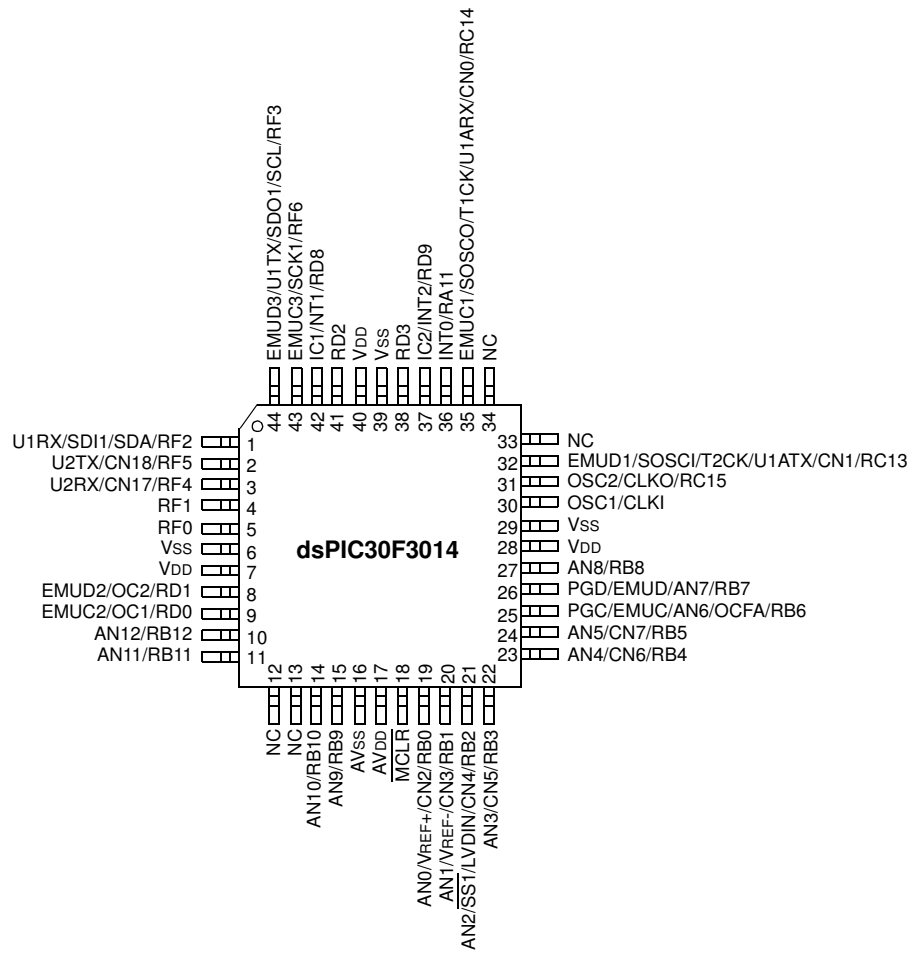 EMUD3/U1TX/SDO1/SCL/RF3
EMUC3/SCK1/RF6
IC1/NT1/RD8
RD2
VDD
VSS
RD3
IC2/INT2/RD9
INT0/RA11
EMUC1/SOSCO/T1CK/U1ARX/CN0/RC14
NC
44
43
42
41
40
39
38
37
36
35
34
U1RX/SDI1/SDA/RF2 1
U2TX/CN18/RF5 2
U2RX/CN17/RF4 3
RF1 4
RF0 5
VSS 6
VDD 7
EMUD2/OC2/RD1 8
EMUC2/OC1/RD0 9
AN12/RB12 10
AN11/RB11 11
dsPIC30F3014
33 NC
32 EMUD1/SOSCI/T2CK/U1ATX/CN1/RC13
31 OSC2/CLKO/RC15
30 OSC1/CLKI
29 VSS
28 VDD
27 AN8/RB8
26 PGD/EMUD/AN7/RB7
25 PGC/EMUC/AN6/OCFA/RB6
24 AN5/CN7/RB5
23 AN4/CN6/RB4
12
13
14
15
16
17
18
19
20
21
22
NC
NC
AN10/RB10
AN9/RB9
AVSS
AVDD
MCLR
AN0/VREF+/CN2/RB0
AN1/VREF-/CN3/RB1
AN2/SS1/LVDIN/CN4/RB2
AN3/CN5/RB3